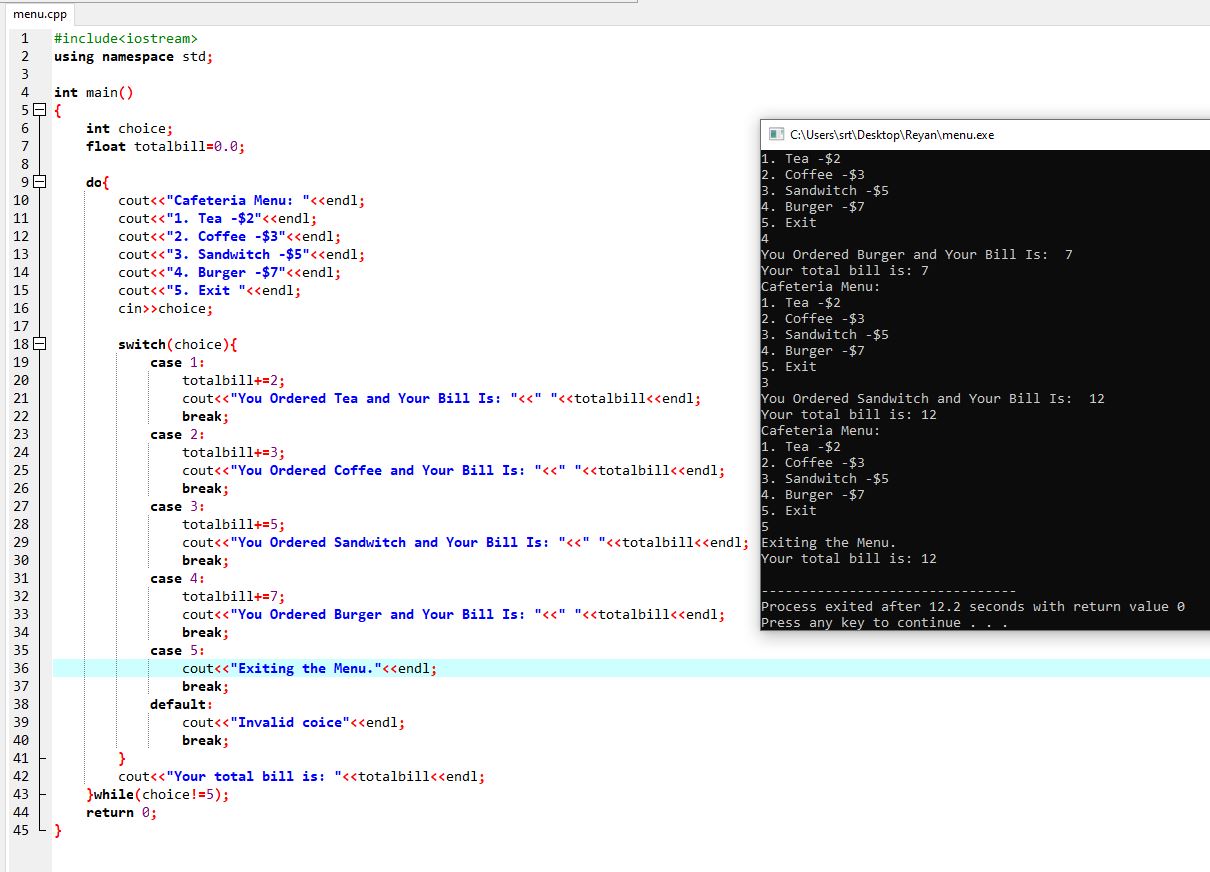 menu.cpp
1 #include<iostream>
2 using namespace std;
3
4 int main()
5 {
6 int choice;
7 float totalbill=0.0;
8
9 do{
10 cout<<"Cafeteria Menu: "<<endl;
11 cout<<"1. Tea -$2"<<endl;
12 cout<<"2. Coffee -$3"<<endl;
13 cout<<"3. Sandwitch -$5"<<endl;
14 cout<<"4. Burger -$7"<<endl;
15 cout<<"5. Exit "<<endl;
16 cin>>choice;
17
18 switch(choice){
19 case 1:
20 totalbill+=2;
21 cout<<"You Ordered Tea and Your Bill Is: "<<" "<<totalbill<<endl;
22 break;
23 case 2:
24 totalbill+=3;
25 cout<<"You Ordered Coffee and Your Bill Is: "<<" "<<totalbill<<endl;
26 break;
27 case 3:
28 totalbill+=5;
29 cout<<"You Ordered Sandwitch and Your Bill Is: "<<" "<<totalbill<<endl;
30 break;
31 case 4:
32 totalbill+=7;
33 cout<<"You Ordered Burger and Your Bill Is: "<<" "<<totalbill<<endl;
34 break;
35 case 5:
36 cout<<"Exiting the Menu."<<endl;
37 break;
38 default:
39 cout<<"Invalid coice"<<endl;
40 break;
41 }
42 cout<<"Your total bill is: "<<totalbill<<endl;
43 }while(choice!=5);
44 return 0;
45 }
C:\Users\srt\Desktop\Reyan\menu.exe
1. Tea -$2
2. Coffee -$3
3. Sandwitch -$5
4. Burger -$7
5. Exit
4
You Ordered Burger and Your Bill Is:  7
Your total bill is: 7
Cafeteria Menu:
1. Tea -$2
2. Coffee -$3
3. Sandwitch -$5
4. Burger -$7
5. Exit
3
You Ordered Sandwitch and Your Bill Is:  12
Your total bill is: 12
Cafeteria Menu:
1. Tea -$2
2. Coffee -$3
3. Sandwitch -$5
4. Burger -$7
5. Exit
5
Exiting the Menu.
Your total bill is: 12
--------------------------------
Process exited after 12.2 seconds with return value 0
Press any key to continue . . .